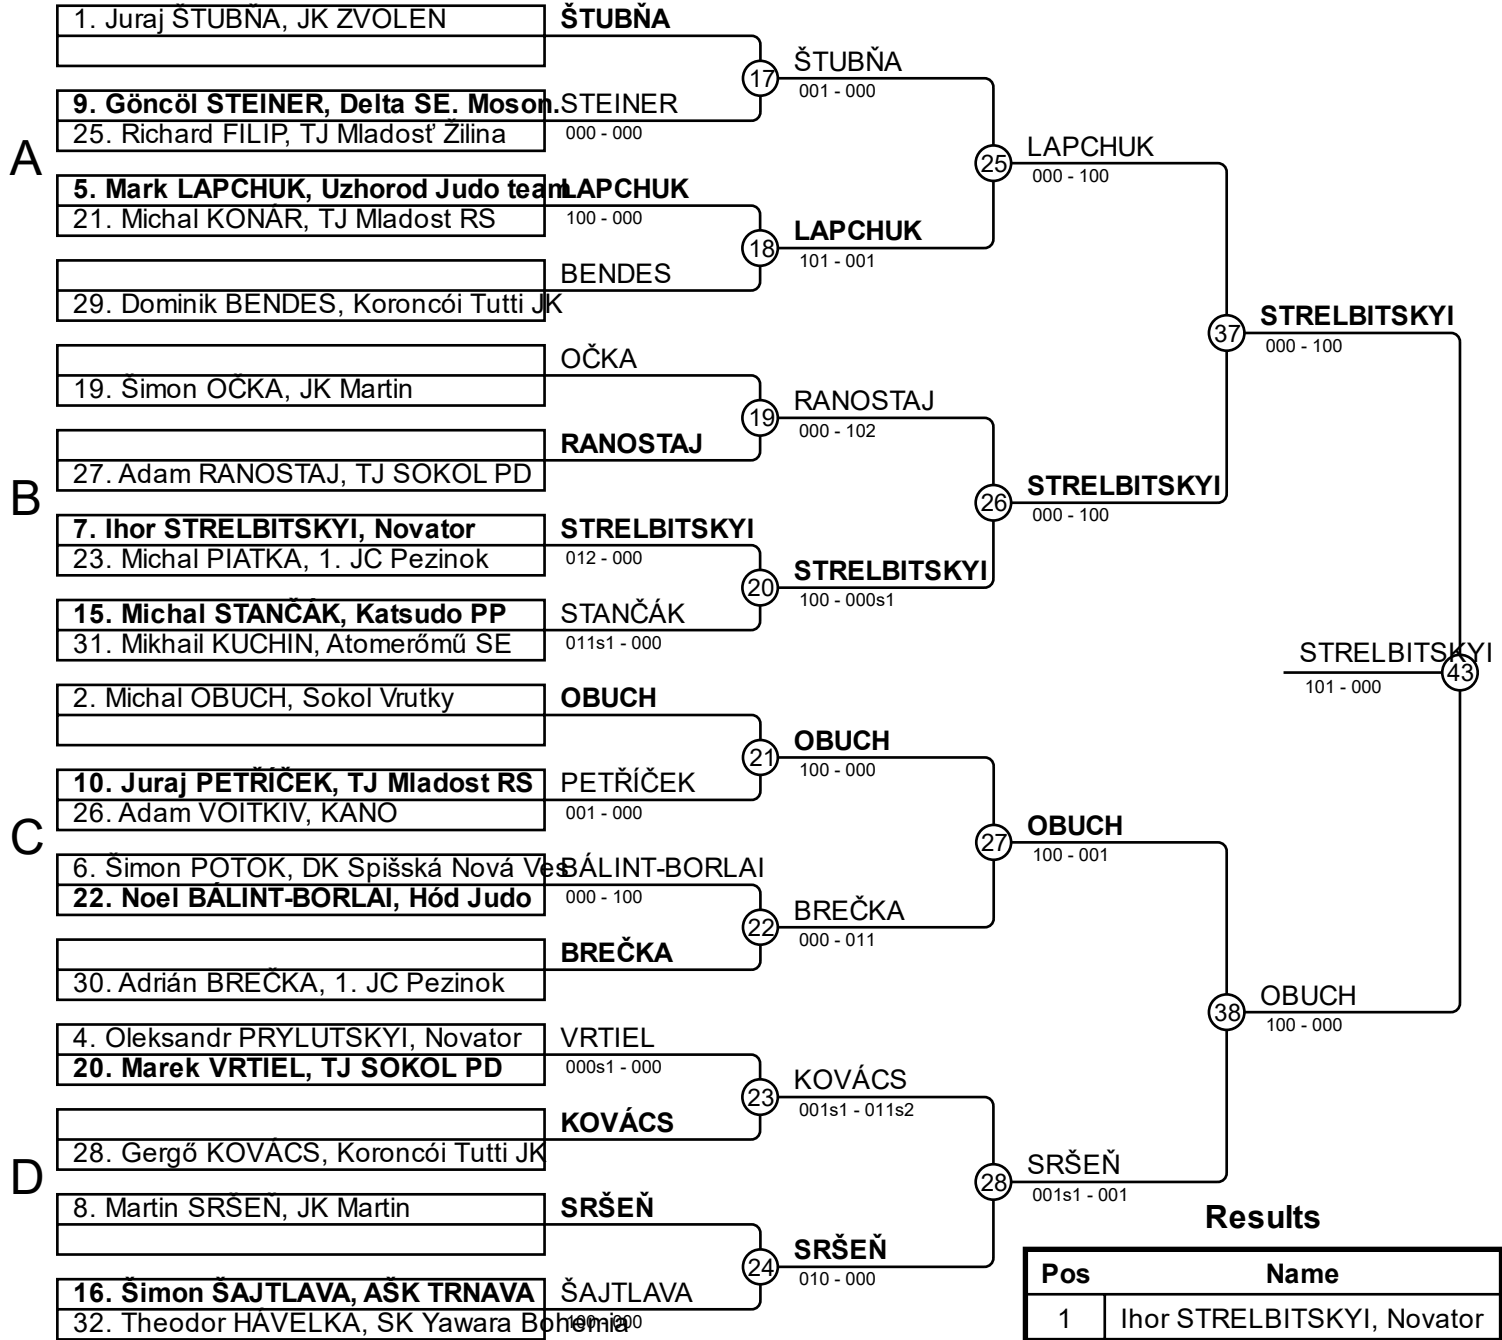 1. Juraj ŠTUBŇA, JK ZVOLEN
ŠTUBŇA
17
ŠTUBŇA
001 - 000
9. Göncöl STEINER, Delta SE. Moson.
STEINER
25. Richard FILIP, TJ Mladosť Žilina
000 - 000
A
25
LAPCHUK
000 - 100
5. Mark LAPCHUK, Uzhorod Judo team
LAPCHUK
21. Michal KONÁR, TJ Mladost RS
100 - 000
18
LAPCHUK
101 - 001
BENDES
29. Dominik BENDES, Koroncói Tutti JK
37
STRELBITSKYI
000 - 100
OČKA
19. Šimon OČKA, JK Martin
19
RANOSTAJ
000 - 102
RANOSTAJ
27. Adam RANOSTAJ, TJ SOKOL PD
B
26
STRELBITSKYI
000 - 100
7. Ihor STRELBITSKYI, Novator
STRELBITSKYI
23. Michal PIATKA, 1. JC Pezinok
012 - 000
20
STRELBITSKYI
100 - 000s1
15. Michal STANČÁK, Katsudo PP
STANČÁK
31. Mikhail KUCHIN, Atomerőmű SE
011s1 - 000
STRELBITSKYI
43
101 - 000
2. Michal OBUCH, Sokol Vrutky
OBUCH
21
OBUCH
100 - 000
10. Juraj PETŘÍČEK, TJ Mladost RS
PETŘÍČEK
26. Adam VOITKIV, KANO
001 - 000
C
27
OBUCH
100 - 001
6. Šimon POTOK, DK Spišská Nová Ves
BÁLINT-BORLAI
22. Noel BÁLINT-BORLAI, Hód Judo
000 - 100
22
BREČKA
000 - 011
BREČKA
30. Adrián BREČKA, 1. JC Pezinok
38
OBUCH
100 - 000
4. Oleksandr PRYLUTSKYI, Novator
VRTIEL
20. Marek VRTIEL, TJ SOKOL PD
000s1 - 000
23
KOVÁCS
001s1 - 011s2
KOVÁCS
28. Gergő KOVÁCS, Koroncói Tutti JK
D
28
SRŠEŇ
001s1 - 001
8. Martin SRŠEŇ, JK Martin
SRŠEŇ
24
SRŠEŇ
010 - 000
16. Šimon ŠAJTLAVA, AŠK TRNAVA
ŠAJTLAVA
32. Theodor HÁVELKA, SK Yawara Bohemia
100 - 000
Results
Pos Name
1 Ihor STRELBITSKYI, Novator